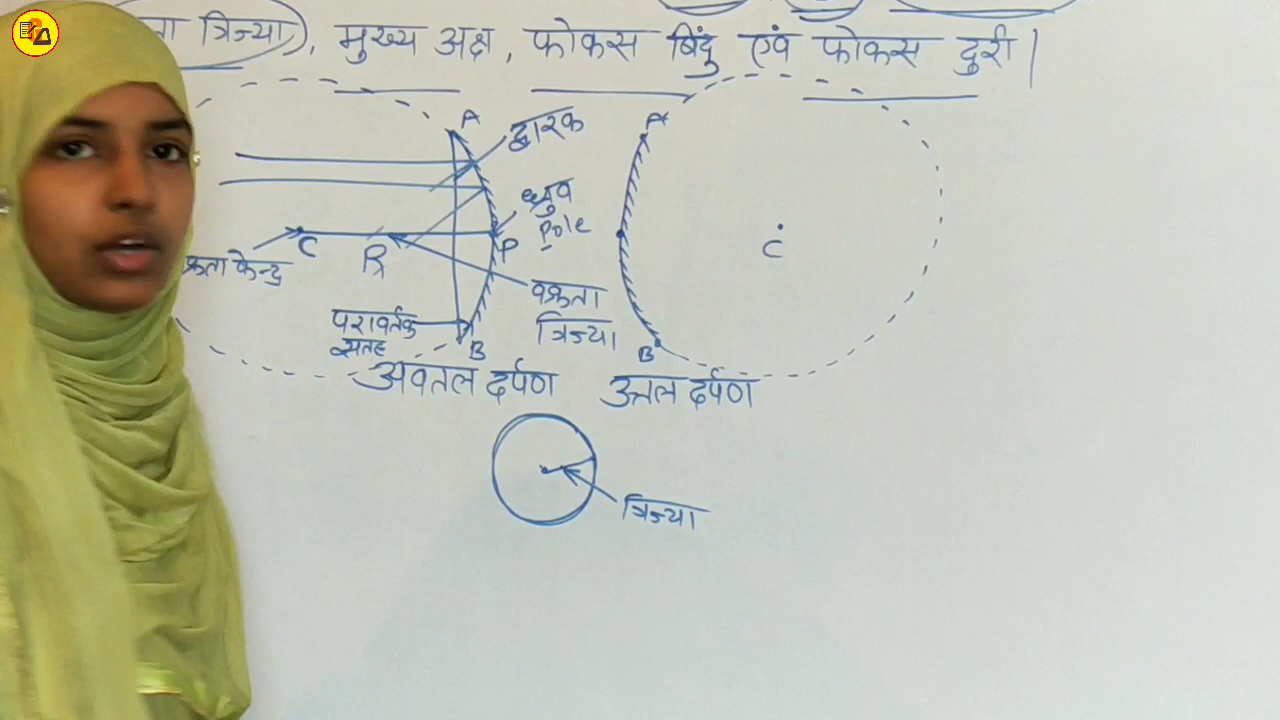 त्रिज्या), मुख्य अक्ष, फोकस बिंदु एवं फोकस दुरी।
A
द्वारक
A
ध्रुव
Pole
C
R
P
C
क्रता केन्द्र
वक्रता
त्रिज्या
परावर्तक
सतह
B
B
अवतल दर्पण
उत्तल दर्पण
त्रिज्या